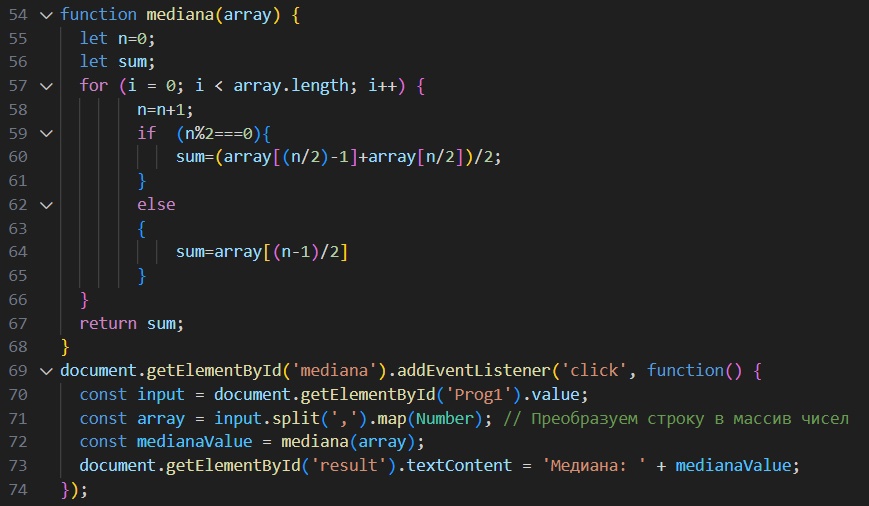 54 function mediana(array) {
55 let n=0;
56 let sum;
57 for (i = 0; i < array.length; i++) {
58 n=n+1;
59 if  (n%2===0){
60 sum=(array[(n/2)-1]+array[n/2])/2;
61 }
62 else
63 {
64 sum=array[(n-1)/2]
65 }
66 }
67 return sum;
68 }
69 document.getElementById('mediana').addEventListener('click', function() {
70 const input = document.getElementById('Prog1').value;
71 const array = input.split(',').map(Number); // Преобразуем строку в массив чисел
72 const medianaValue = mediana(array);
73 document.getElementById('result').textContent = 'Медиана: ' + medianaValue;
74 });